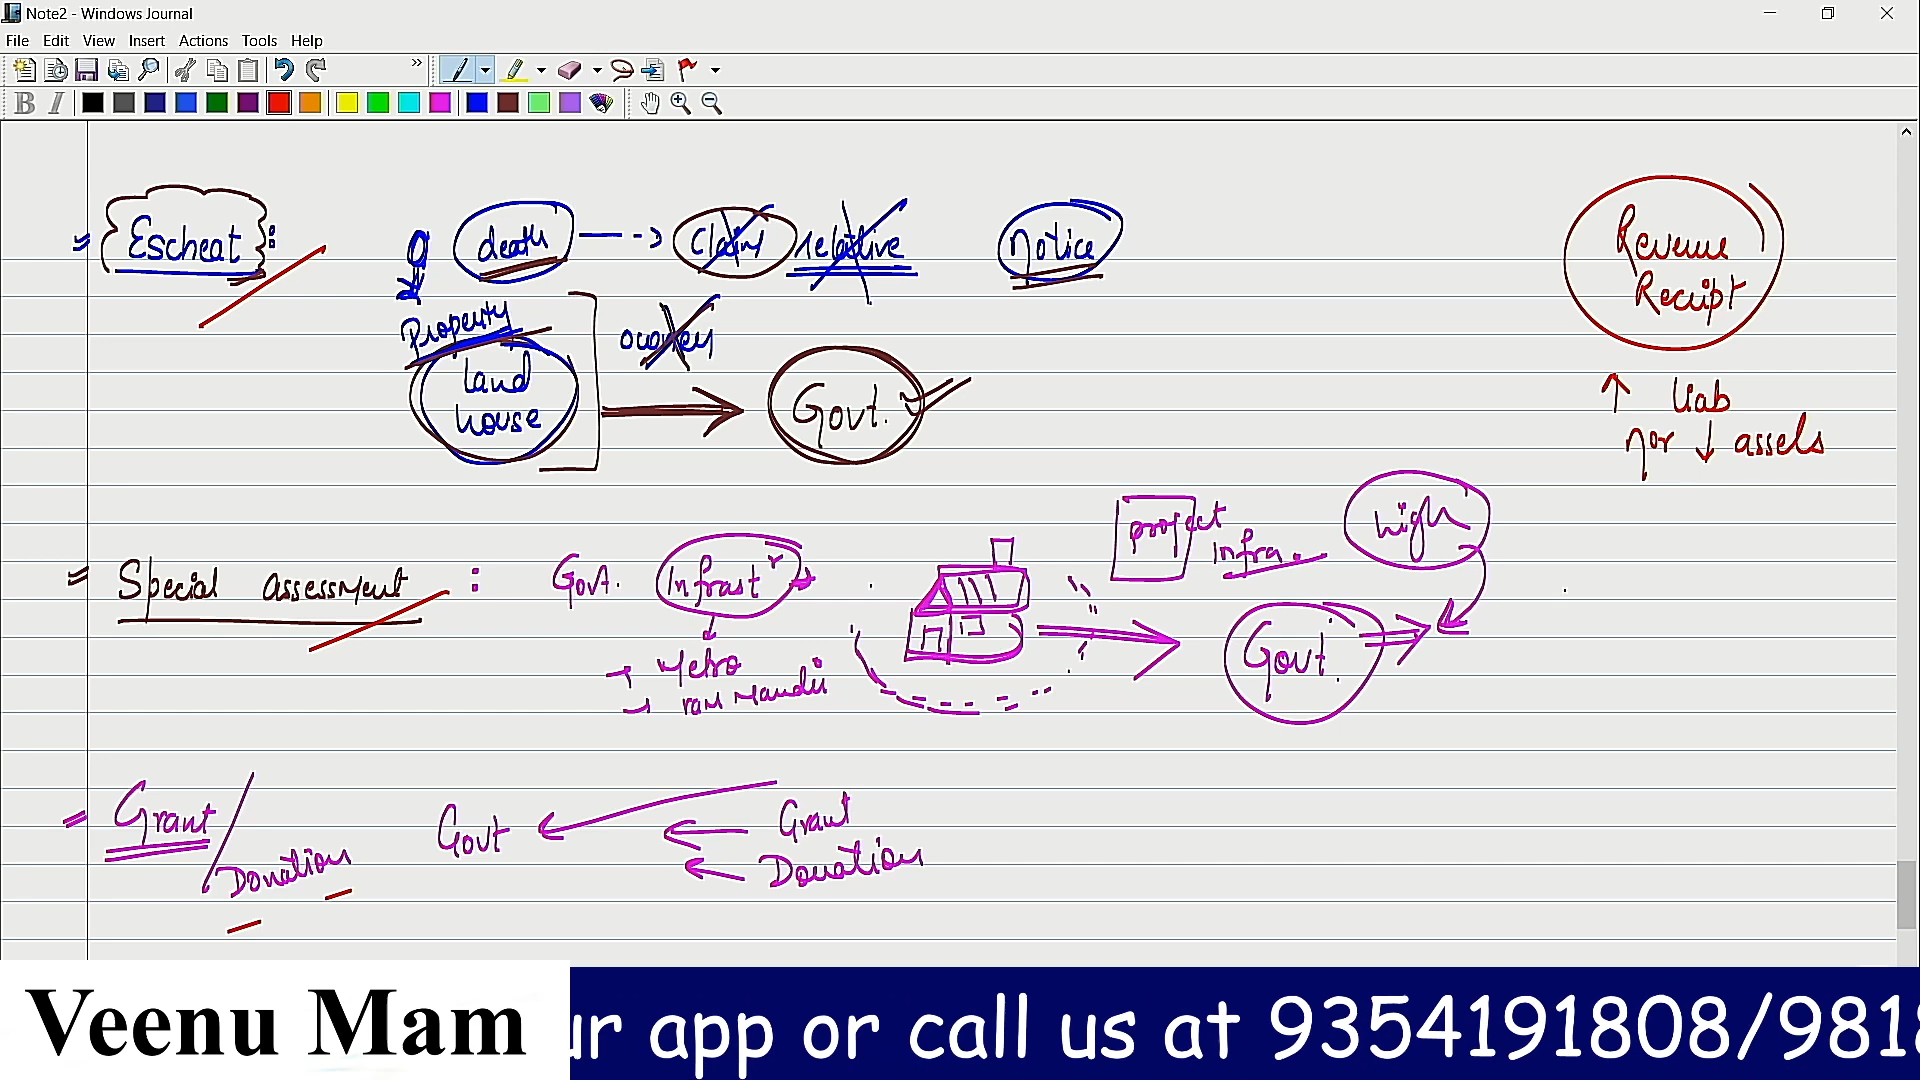 Note2 - Windows Journal
File Edit View Insert Actions Tools Help
B I
Escheat :
death
Claim relative
Notice
Property
owner
land
house
Govt.
Revenue
Receipt
↑ liab
nor ↓ assets
Special assessment : Govt. Infrastr
project
Infra.
high
Metro
ram Mandir
Govt.
Grant / Donation
Govt ← Grant
← Donation
Veenu Mam
ur app or call us at 9354191808/981